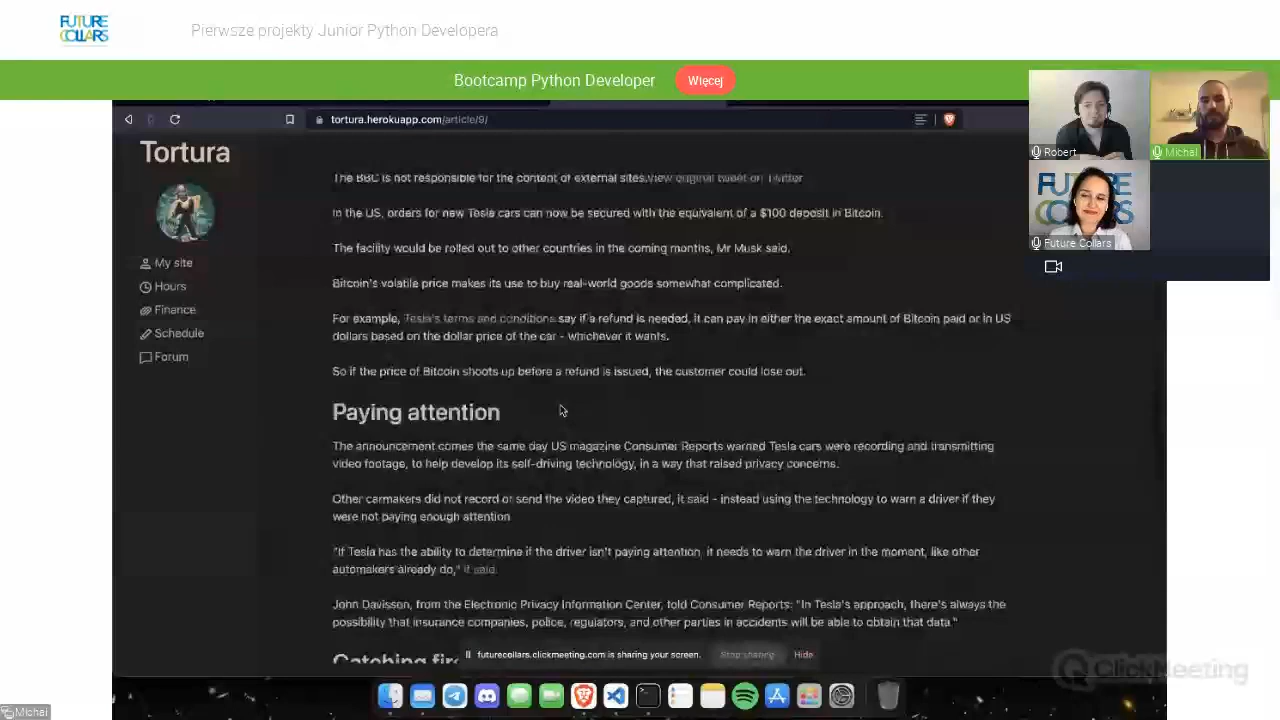 FUTURE COLLARS
Pierwsze projekty Junior Python Developera
Bootcamp Python Developer
Więcej
tortura.herokuapp.com/article/9/
Robert
Michal
FUTURE COLLARS
Future Collars
Tortura
My site
Hours
Finance
Schedule
Forum
The BBC is not responsible for the content of external sites.View original tweet on Twitter
In the US, orders for new Tesla cars can now be secured with the equivalent of a $100 deposit in Bitcoin.
The facility would be rolled out to other countries in the coming months, Mr Musk said.
Bitcoin's volatile price makes its use to buy real-world goods somewhat complicated.
For example, Tesla's terms and conditions say if a refund is needed, it can pay in either the exact amount of Bitcoin paid or in US
dollars based on the dollar price of the car - whichever it wants.
So if the price of Bitcoin shoots up before a refund is issued, the customer could lose out.
Paying attention
The announcement comes the same day US magazine Consumer Reports warned Tesla cars were recording and transmitting
video footage, to help develop its self-driving technology, in a way that raised privacy concerns.
Other carmakers did not record or send the video they captured, it said - instead using the technology to warn a driver if they
were not paying enough attention
"If Tesla has the ability to determine if the driver isn't paying attention, it needs to warn the driver in the moment, like other
automakers already do," it said.
John Davisson, from the Electronic Privacy Information Center, told Consumer Reports: "In Tesla's approach, there's always the
possibility that insurance companies, police, regulators, and other parties in accidents will be able to obtain that data."
Catching fire
futurecollars.clickmeeting.com is sharing your screen.
Stop sharing
Hide
ClickMeeting
Michal